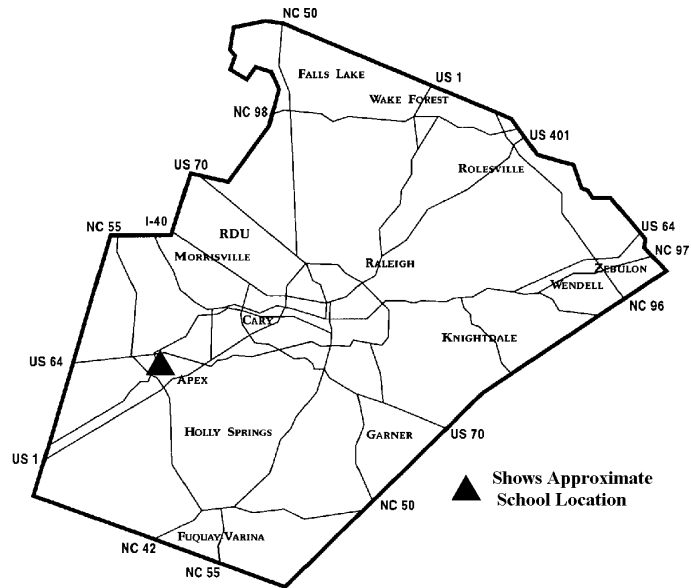 NC 50
FALLS LAKE
US 1
WAKE FOREST
NC 98
US 401
ROLESVILLE
US 70
NC 55
I-40
RDU
MORRISVILLE
RALEIGH
US 64
NC 97
ZEBULON
WENDELL
NC 96
CARY
KNIGHTDALE
US 64
APEX
HOLLY SPRINGS
GARNER
US 70
US 1
Shows Approximate
School Location
NC 50
FUQUAY VARINA
NC 42
NC 55